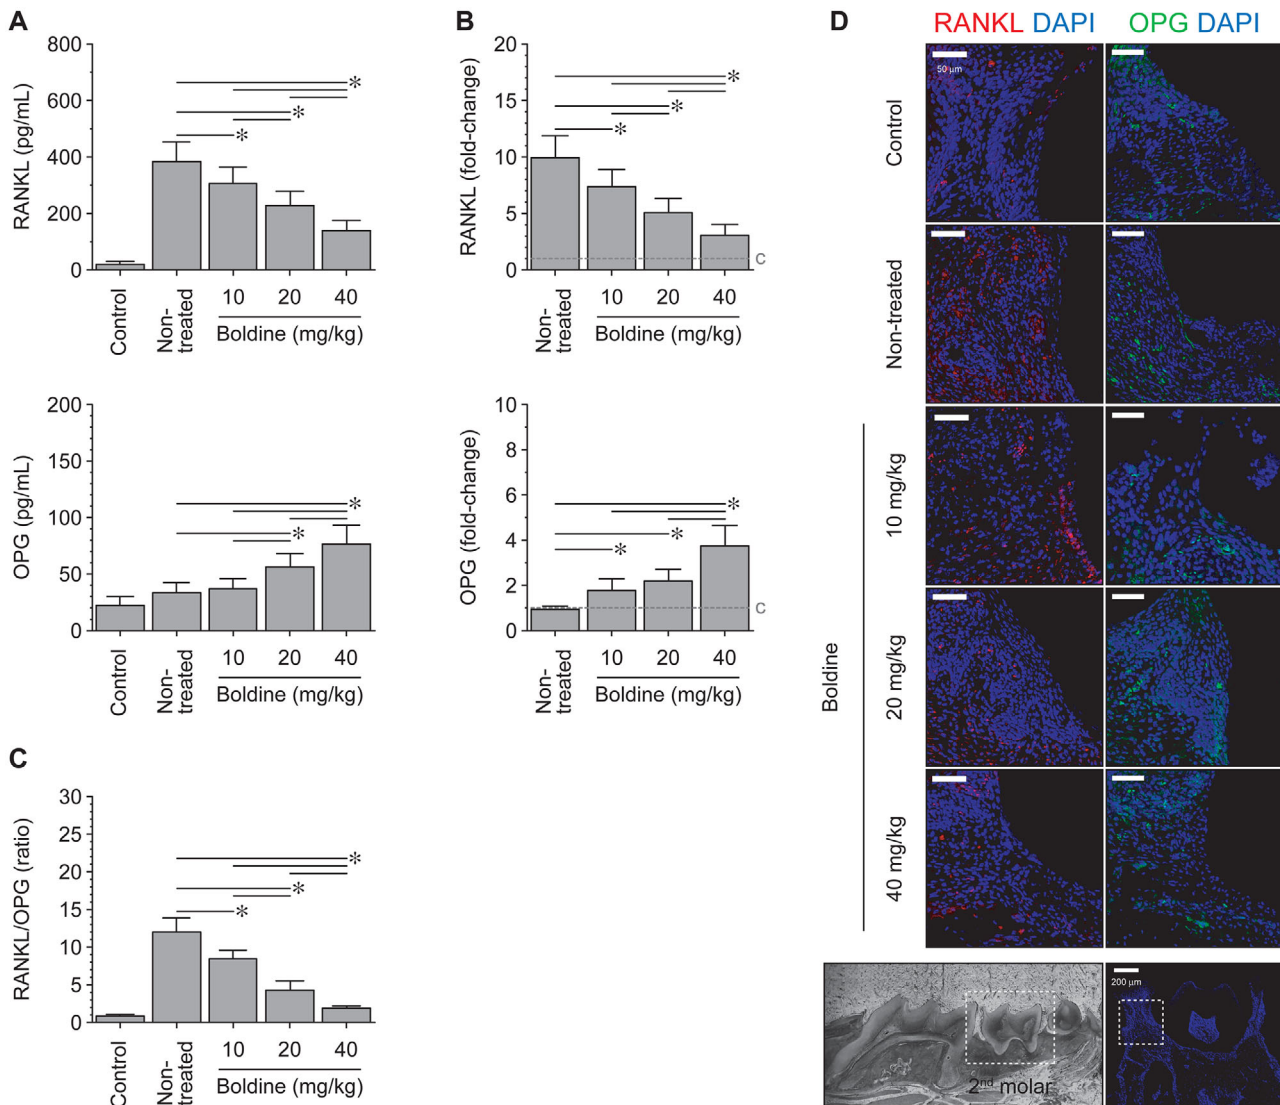 A
800
600
400
200
0
RANKL (pg/mL)
*
*
*
Control
Non-
treated
10 20 40
Boldine (mg/kg)
200
150
100
50
0
OPG (pg/mL)
*
*
Control
Non-
treated
10 20 40
Boldine (mg/kg)
B
20
15
10
5
0
RANKL (fold-change)
*
*
*
C
Non-
treated
10 20 40
Boldine (mg/kg)
10
8
6
4
2
0
OPG (fold-change)
*
*
*
C
Non-
treated
10 20 40
Boldine (mg/kg)
C
30
25
20
15
10
5
0
RANKL/OPG (ratio)
*
*
*
Control
Non-
treated
10 20 40
Boldine (mg/kg)
D
RANKL DAPI OPG DAPI
50 µm
Control
Non-treated
Boldine
10 mg/kg
20 mg/kg
40 mg/kg
2nd molar
200 µm